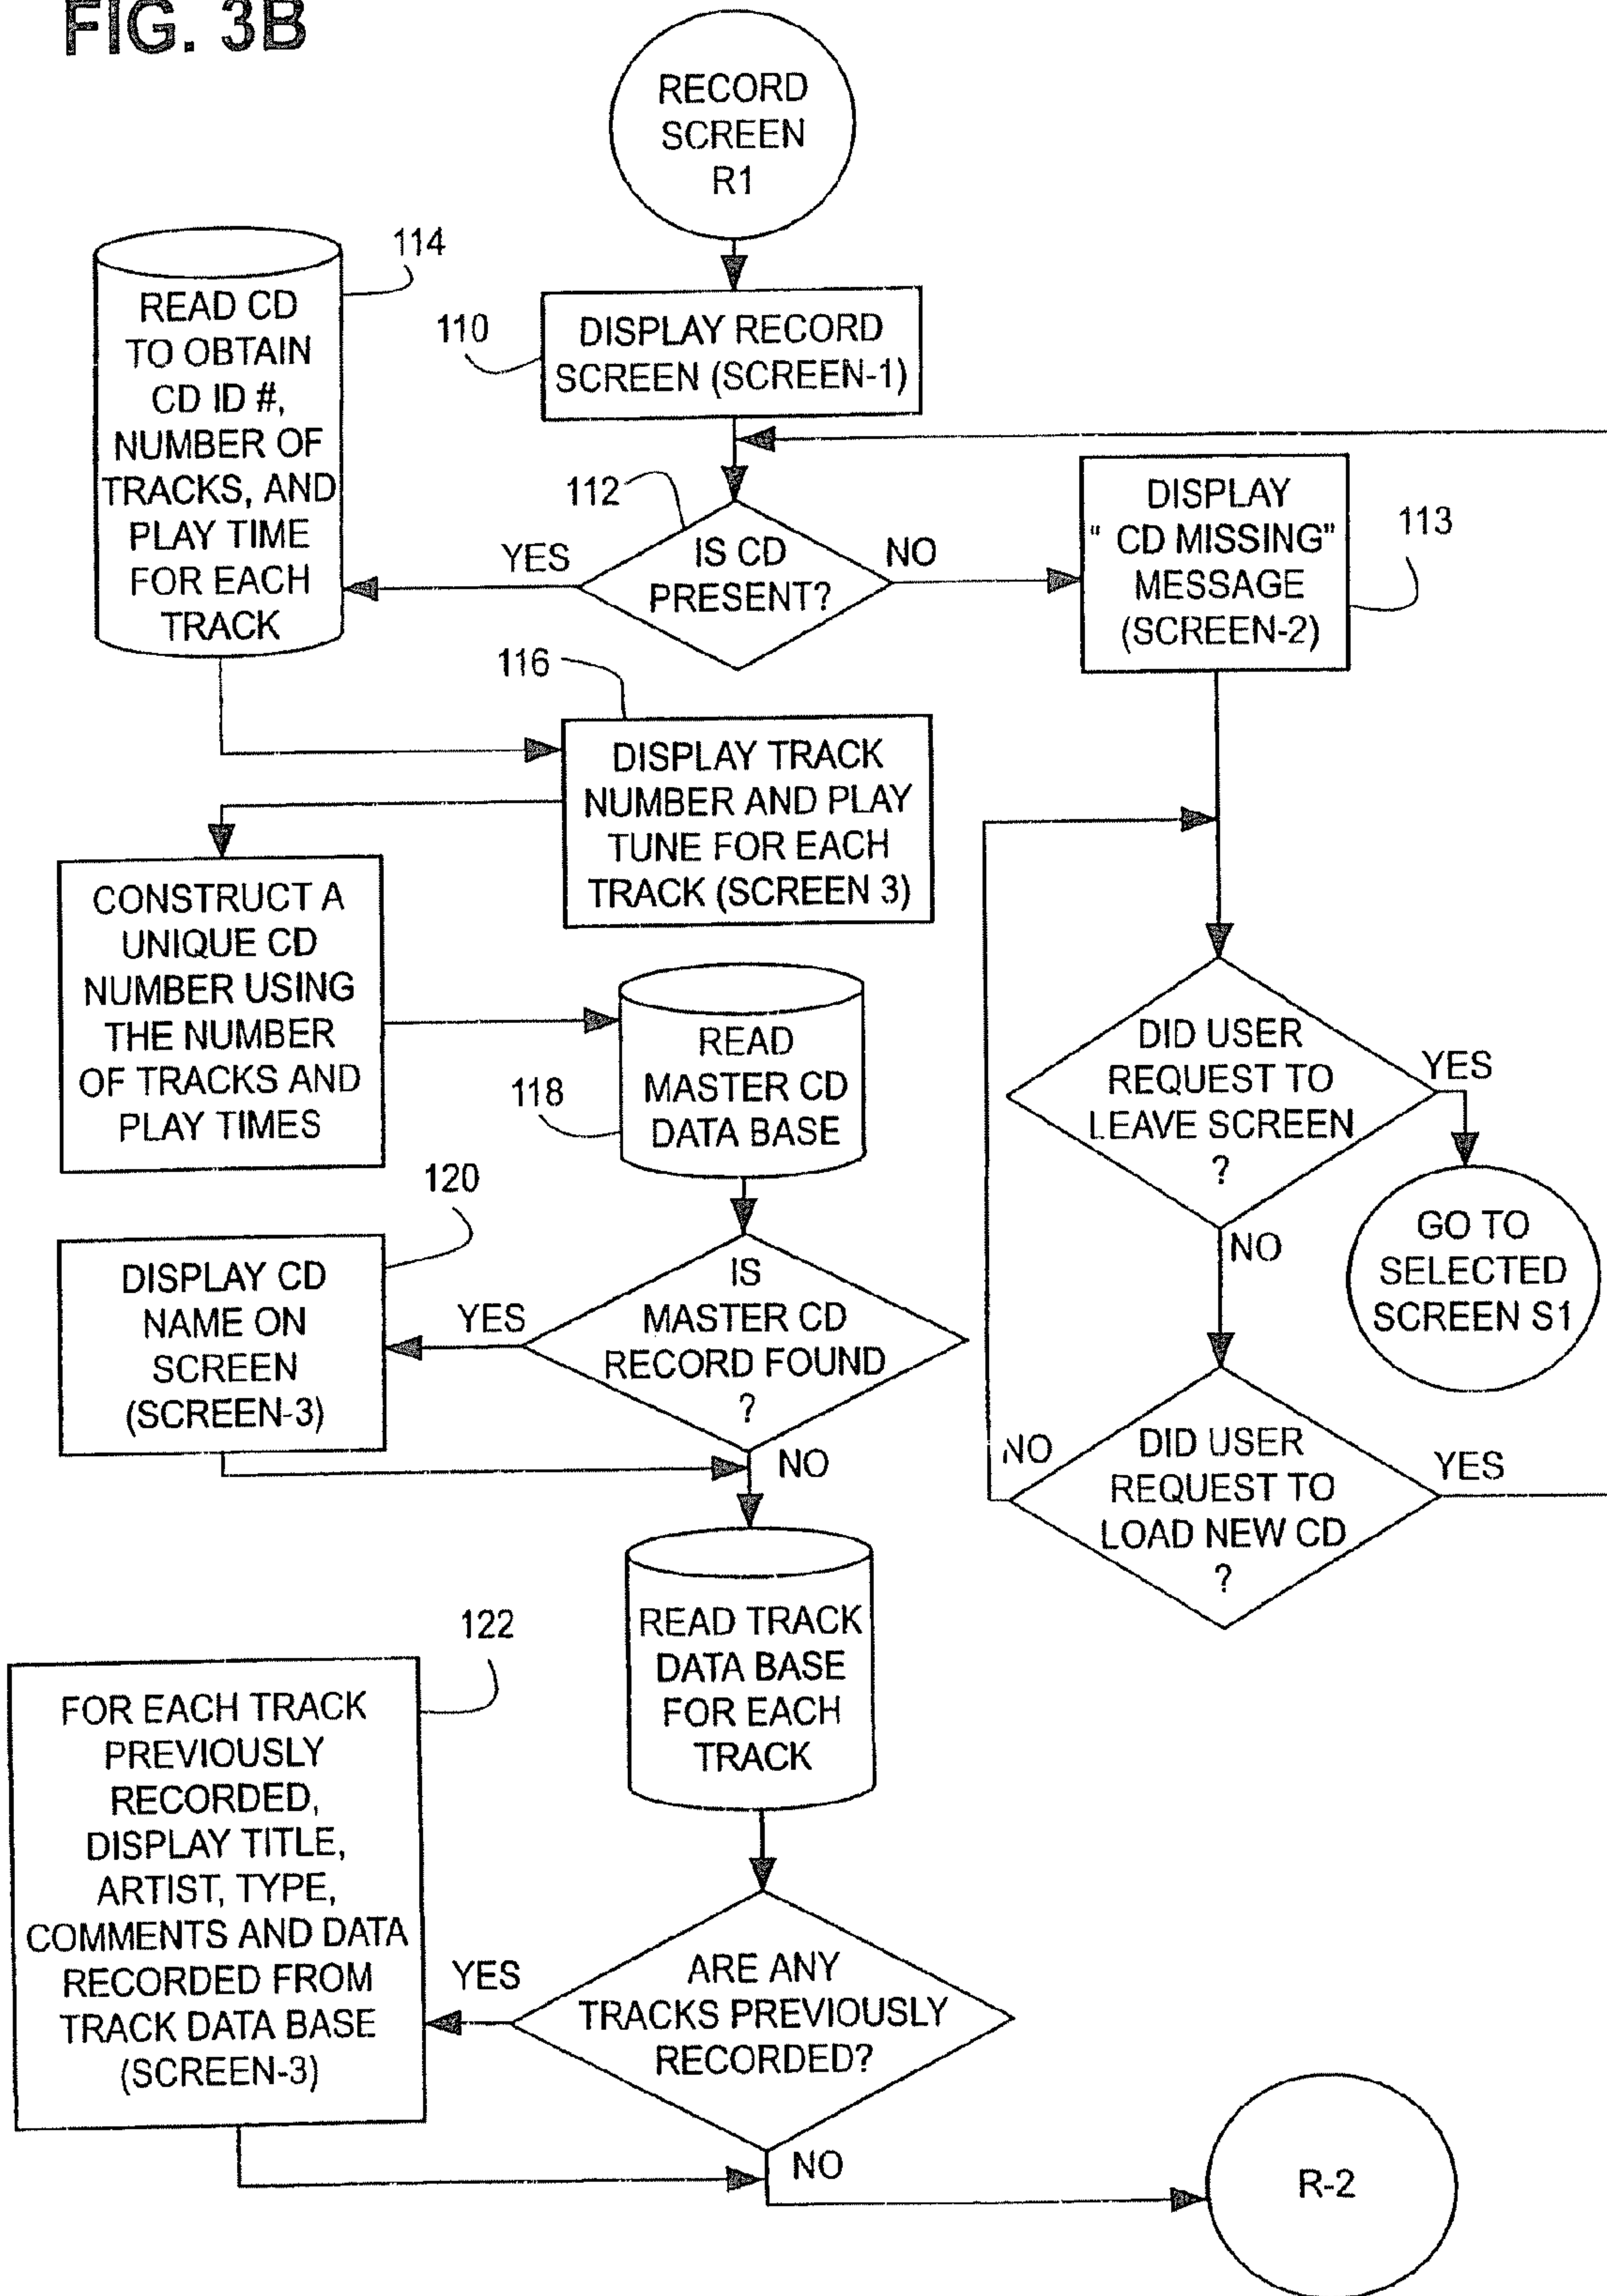 FIG. 3B
RECORD
SCREEN
R1
114
READ CD
TO OBTAIN
CD ID #,
NUMBER OF
TRACKS, AND
PLAY TIME
FOR EACH
TRACK
110
DISPLAY RECORD
SCREEN (SCREEN-1)
112
IS CD
PRESENT?
YES
NO
DISPLAY
" CD MISSING"
MESSAGE
(SCREEN-2)
113
116
DISPLAY TRACK
NUMBER AND PLAY
TUNE FOR EACH
TRACK (SCREEN 3)
CONSTRUCT A
UNIQUE CD
NUMBER USING
THE NUMBER
OF TRACKS AND
PLAY TIMES
118
READ
MASTER CD
DATA BASE
DID USER
REQUEST TO
LEAVE SCREEN
?
YES
NO
GO TO
SELECTED
SCREEN S1
120
DISPLAY CD
NAME ON
SCREEN
(SCREEN-3)
YES
IS
MASTER CD
RECORD FOUND
?
NO
NO
DID USER
REQUEST TO
LOAD NEW CD
?
YES
READ TRACK
DATA BASE
FOR EACH
TRACK
122
FOR EACH TRACK
PREVIOUSLY
RECORDED,
DISPLAY TITLE,
ARTIST, TYPE,
COMMENTS AND DATA
RECORDED FROM
TRACK DATA BASE
(SCREEN-3)
YES
ARE ANY
TRACKS PREVIOUSLY
RECORDED?
NO
R-2